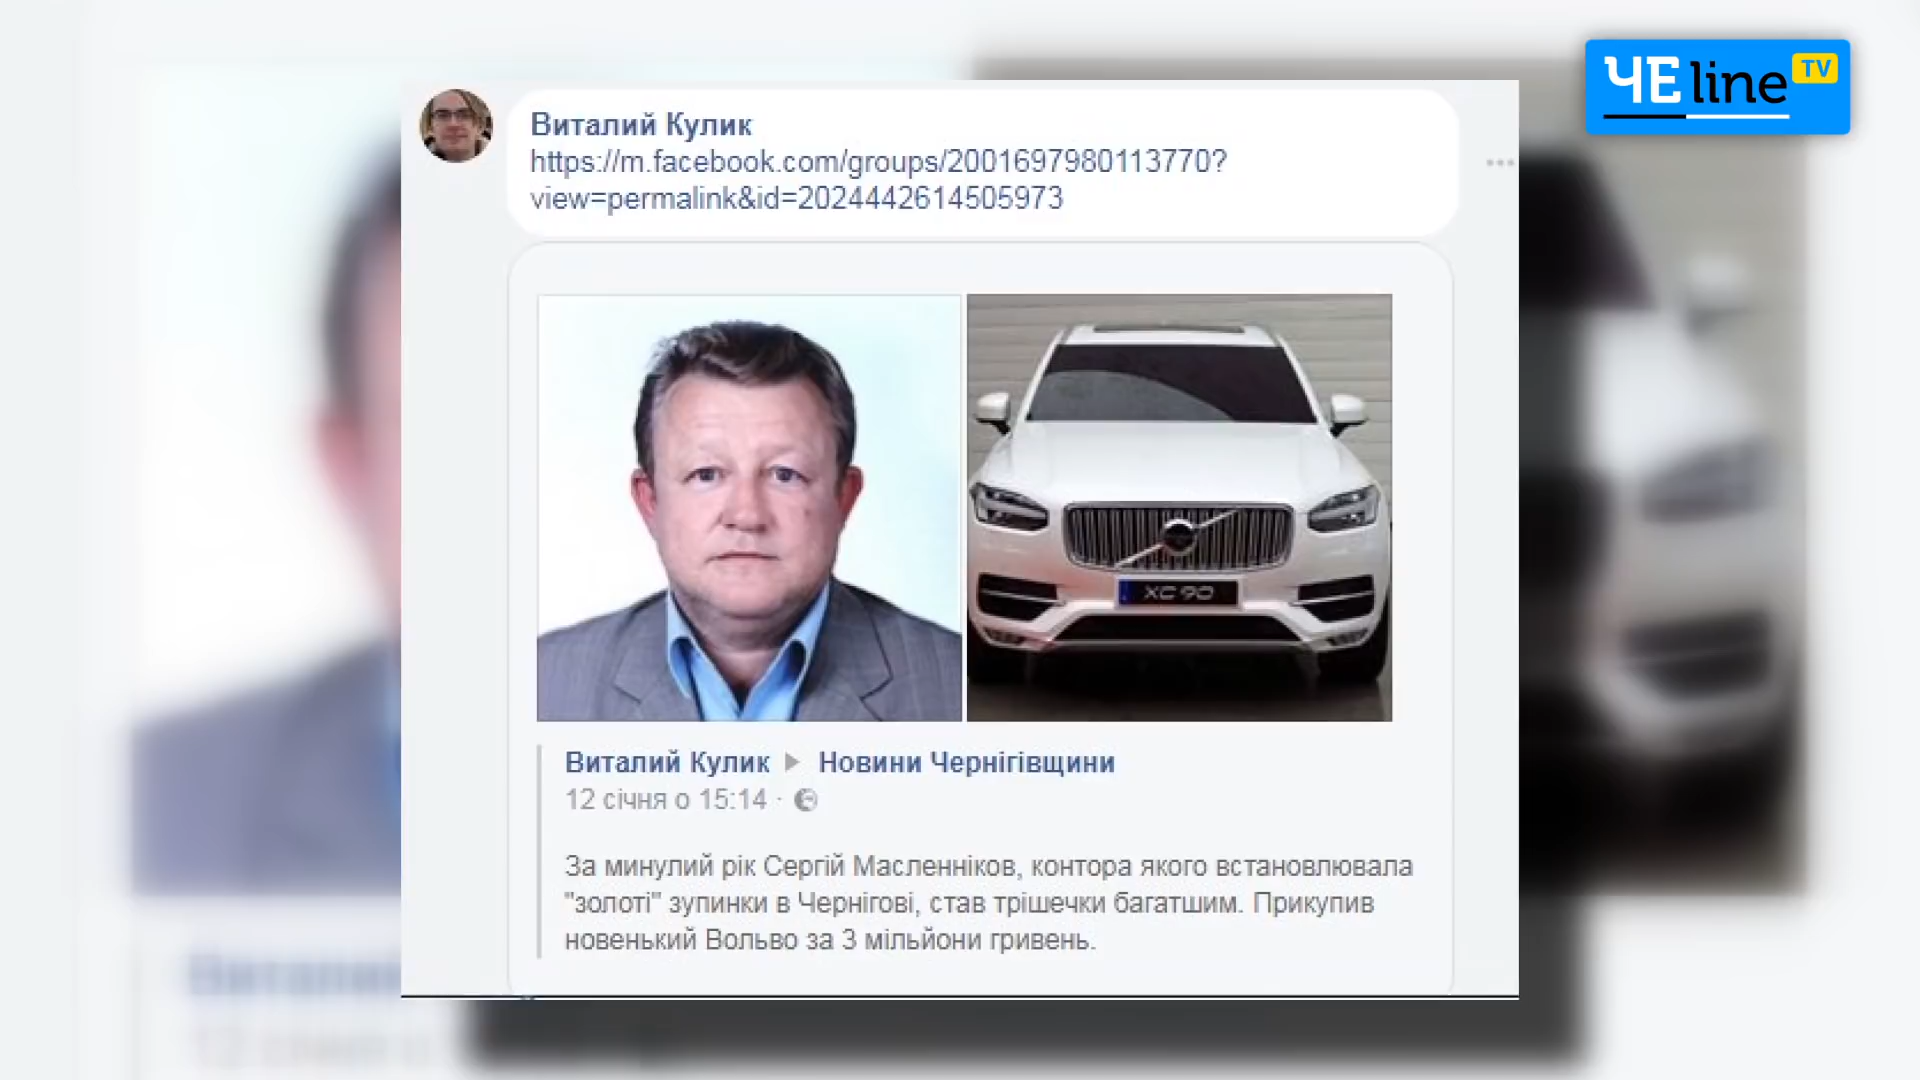 ЧЕline TV
Виталий Кулик
https://m.facebook.com/groups/2001697980113770?
view=permalink&id=2024442614505973
XC 90
Виталий Кулик ▶ Новини Чернігівщини
12 січня о 15:14 ·
За минулий рік Сергій Масленніков, контора якого встановлювала
"золоті" зупинки в Чернігові, став трішечки багатшим. Прикупив
новенький Вольво за 3 мільйони гривень.